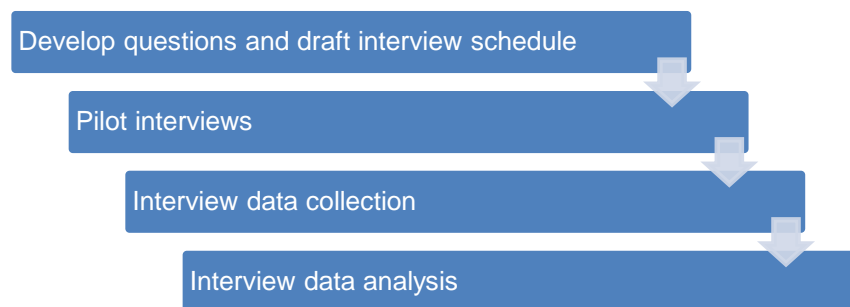 Develop questions and draft interview schedule
Pilot interviews
Interview data collection
Interview data analysis